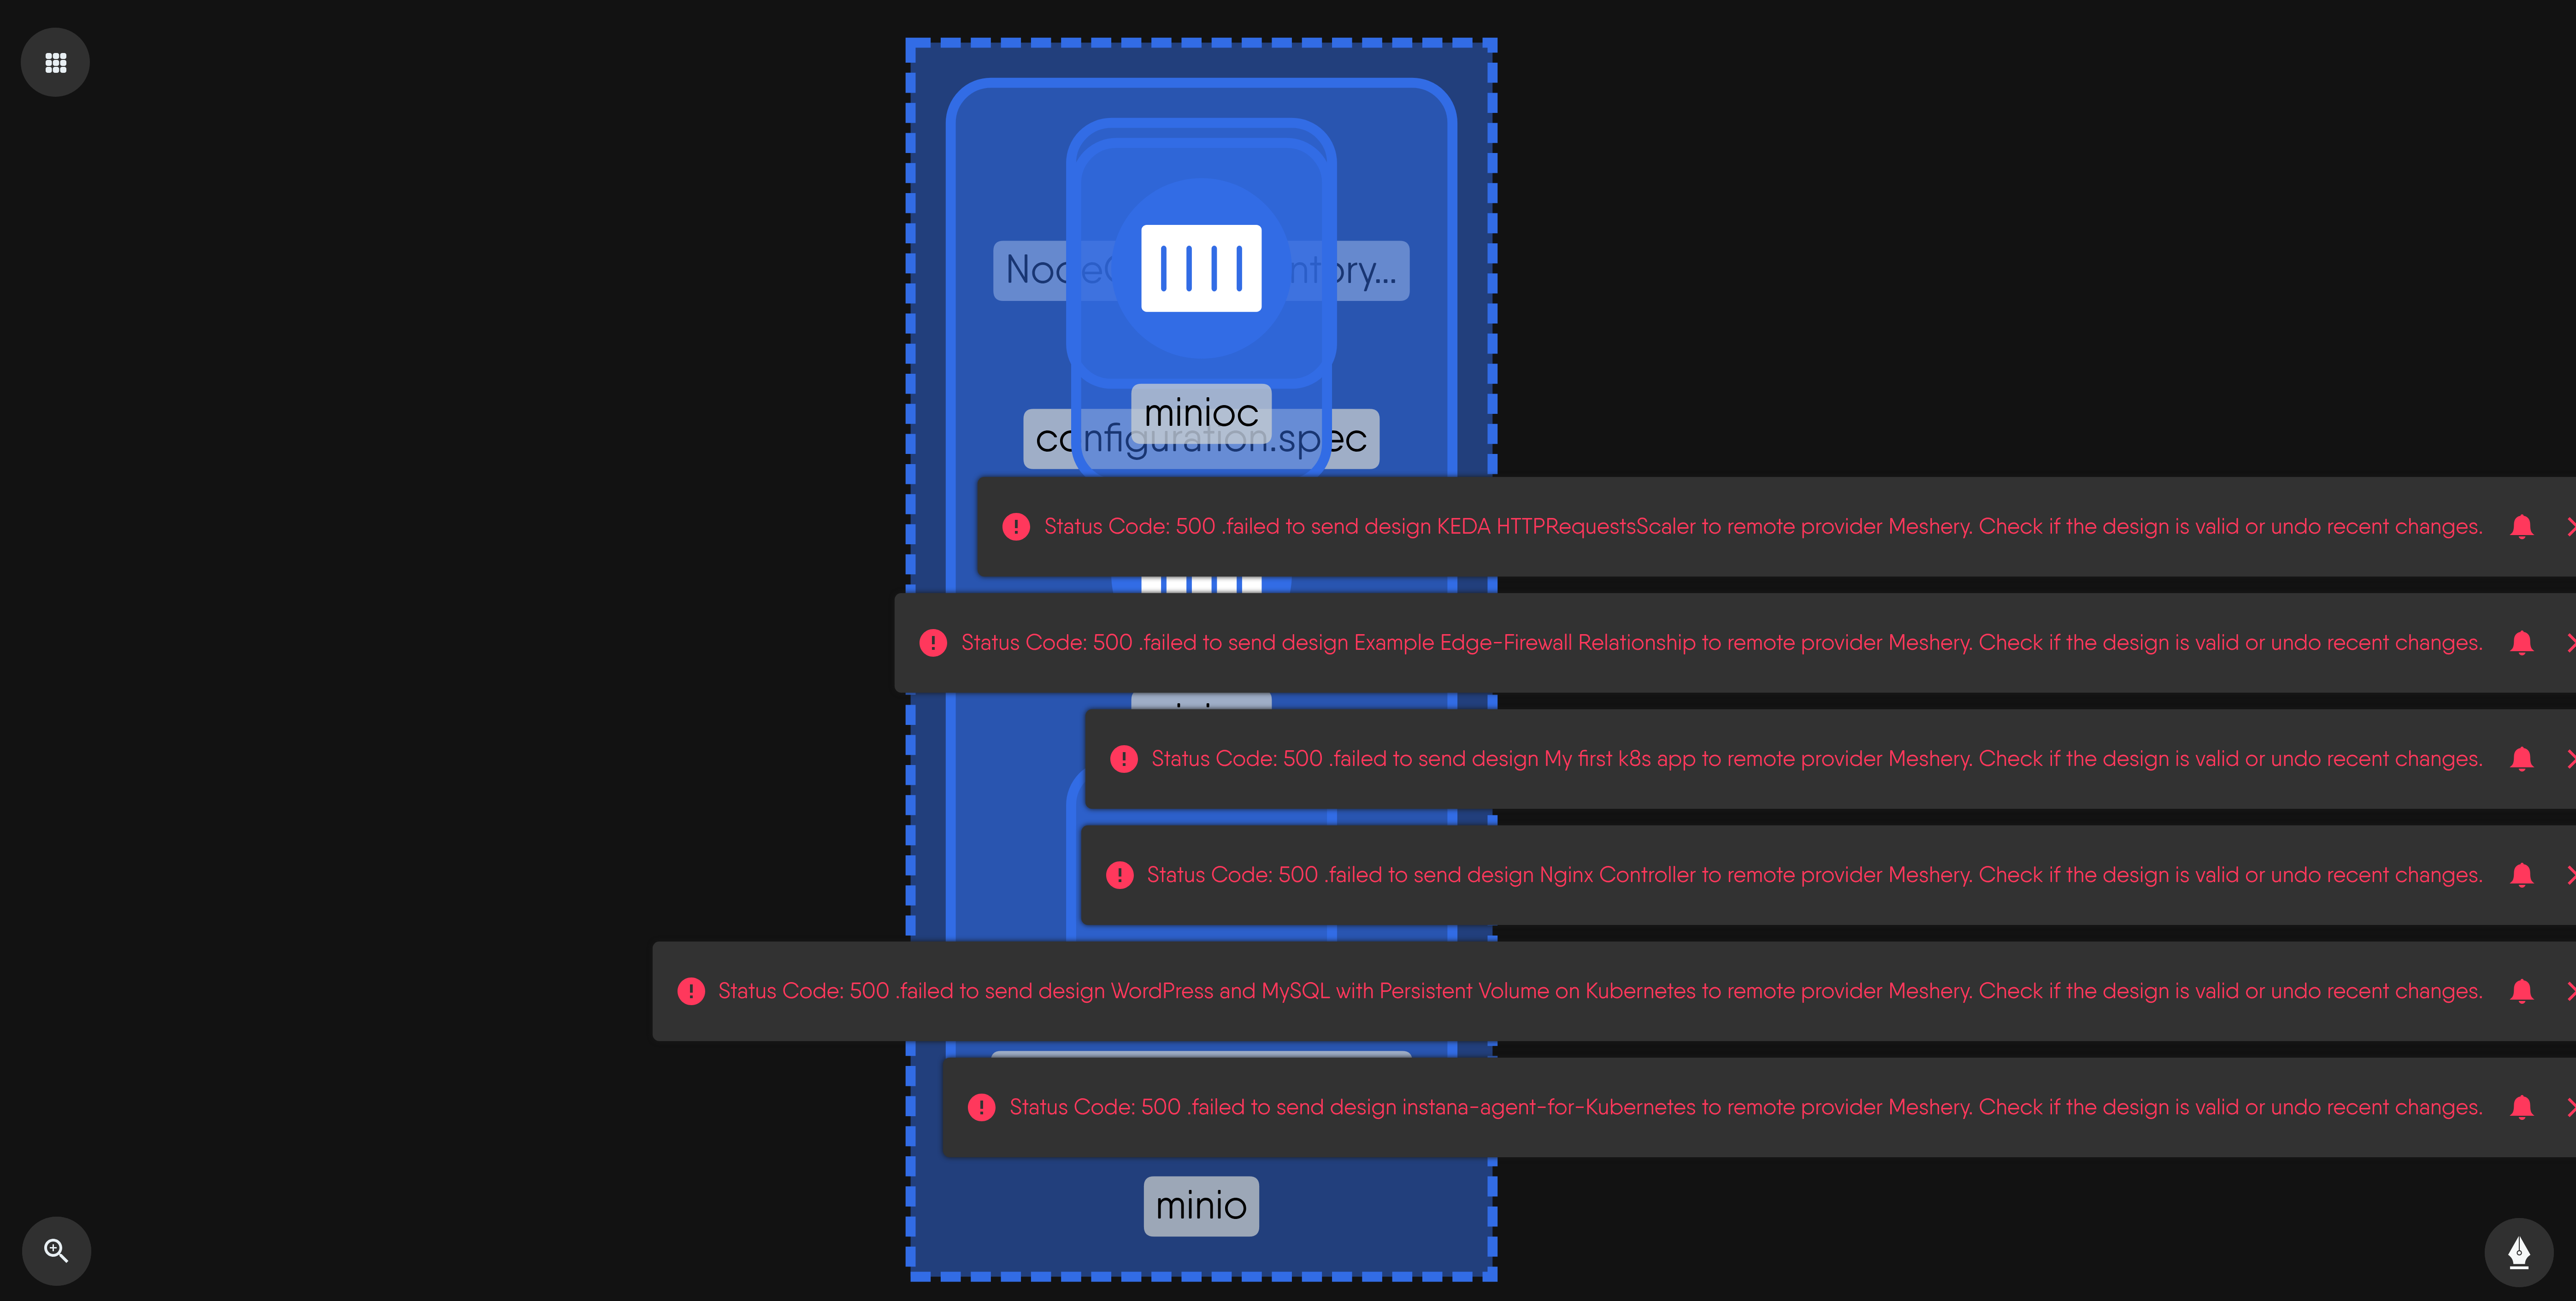 minioc
configuration.spec
Status Code: 500 .failed to send design KEDA HTTPRequestsScaler to remote provider Meshery. Check if the design is valid or undo recent changes.
Status Code: 500 .failed to send design Example Edge-Firewall Relationship to remote provider Meshery. Check if the design is valid or undo recent changes.
Status Code: 500 .failed to send design My first k8s app to remote provider Meshery. Check if the design is valid or undo recent changes.
Status Code: 500 .failed to send design Nginx Controller to remote provider Meshery. Check if the design is valid or undo recent changes.
Status Code: 500 .failed to send design WordPress and MySQL with Persistent Volume on Kubernetes to remote provider Meshery. Check if the design is valid or undo recent changes.
Status Code: 500 .failed to send design instana-agent-for-Kubernetes to remote provider Meshery. Check if the design is valid or undo recent changes.
minio